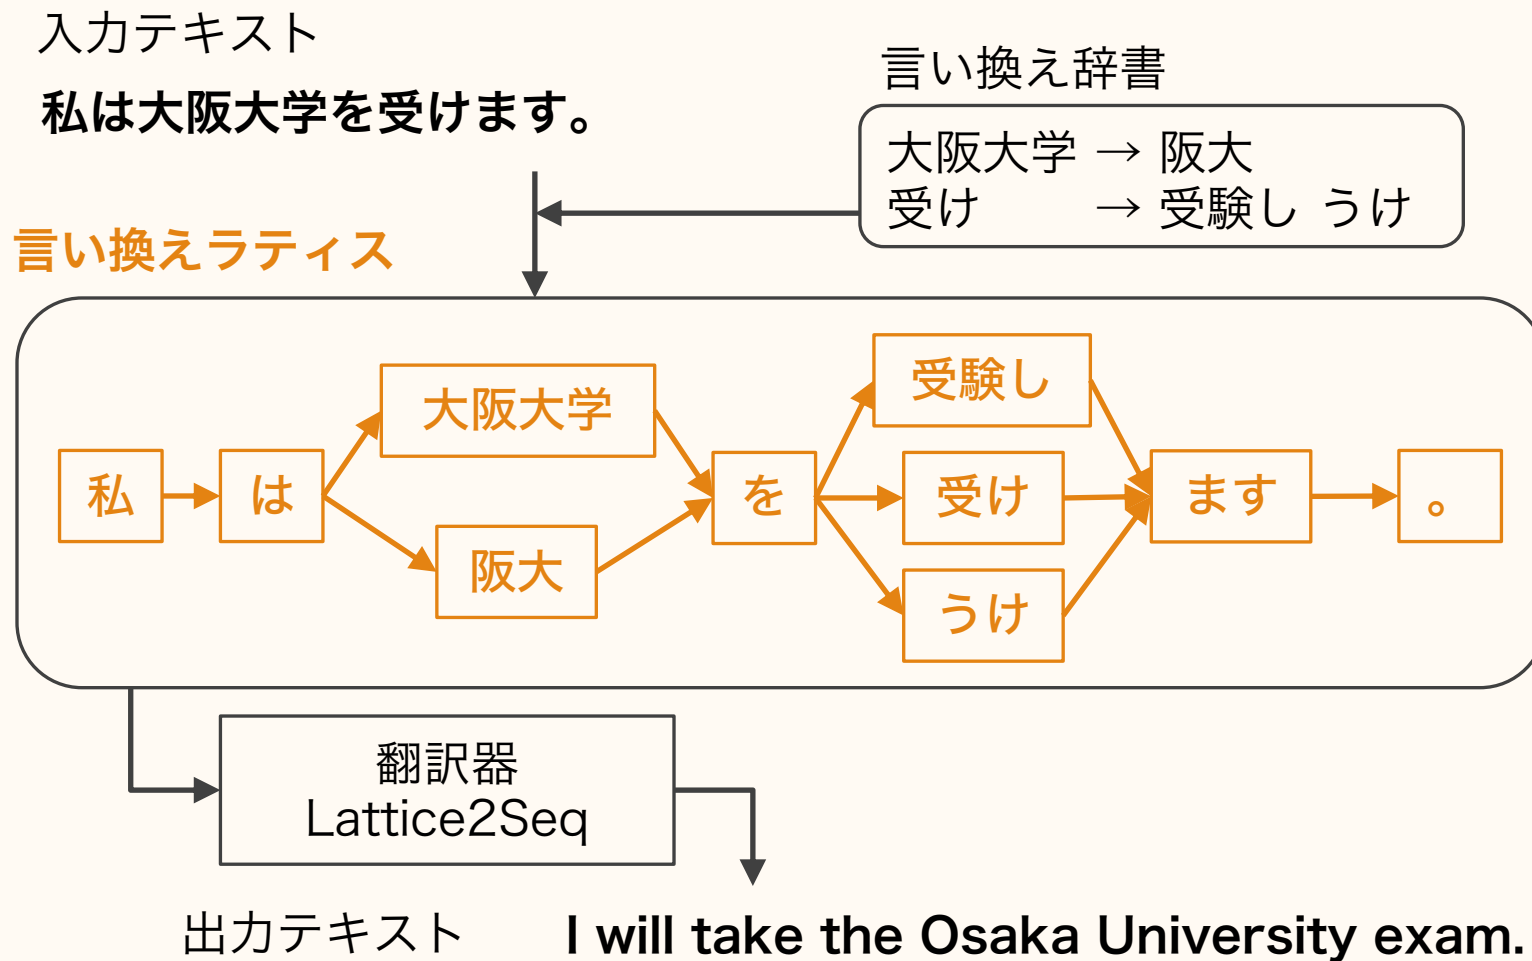 入力テキスト
私は大阪大学を受けます。
言い換え辞書
大阪大学 → 阪大
受け → 受験し うけ
言い換えラティス
私
は
大阪大学
阪大
を
受験し
受け
うけ
ます
。
翻訳器
Lattice2Seq
出力テキスト
I will take the Osaka University exam.